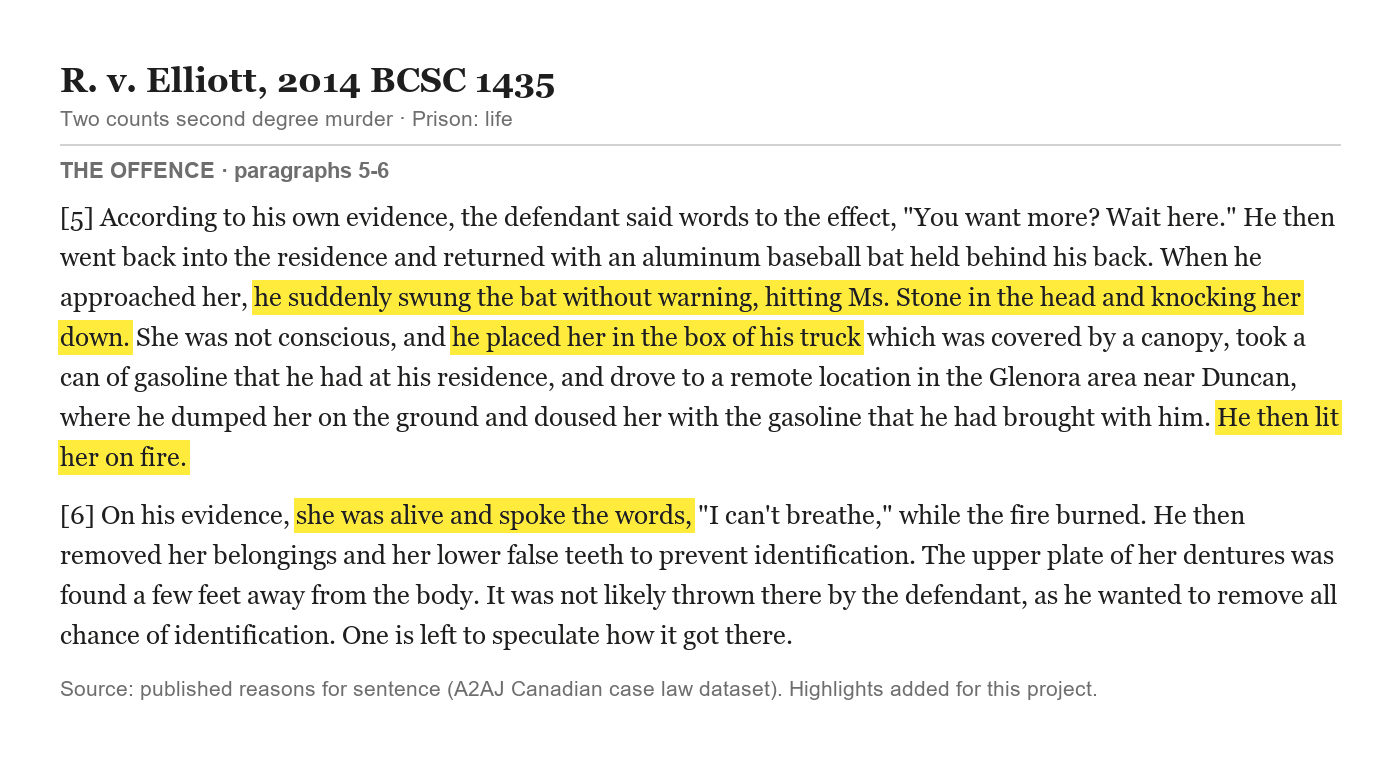 R. v. Elliott, 2014 BCSC 1435
Two counts second degree murder · Prison: life
THE OFFENCE · paragraphs 5-6
[5] According to his own evidence, the defendant said words to the effect, "You want more? Wait here." He then
went back into the residence and returned with an aluminum baseball bat held behind his back. When he
approached her, he suddenly swung the bat without warning, hitting Ms. Stone in the head and knocking her
down. She was not conscious, and he placed her in the box of his truck which was covered by a canopy, took a
can of gasoline that he had at his residence, and drove to a remote location in the Glenora area near Duncan,
where he dumped her on the ground and doused her with the gasoline that he had brought with him. He then lit
her on fire.
[6] On his evidence, she was alive and spoke the words, "I can't breathe," while the fire burned. He then
removed her belongings and her lower false teeth to prevent identification. The upper plate of her dentures was
found a few feet away from the body. It was not likely thrown there by the defendant, as he wanted to remove all
chance of identification. One is left to speculate how it got there.
Source: published reasons for sentence (A2AJ Canadian case law dataset). Highlights added for this project.